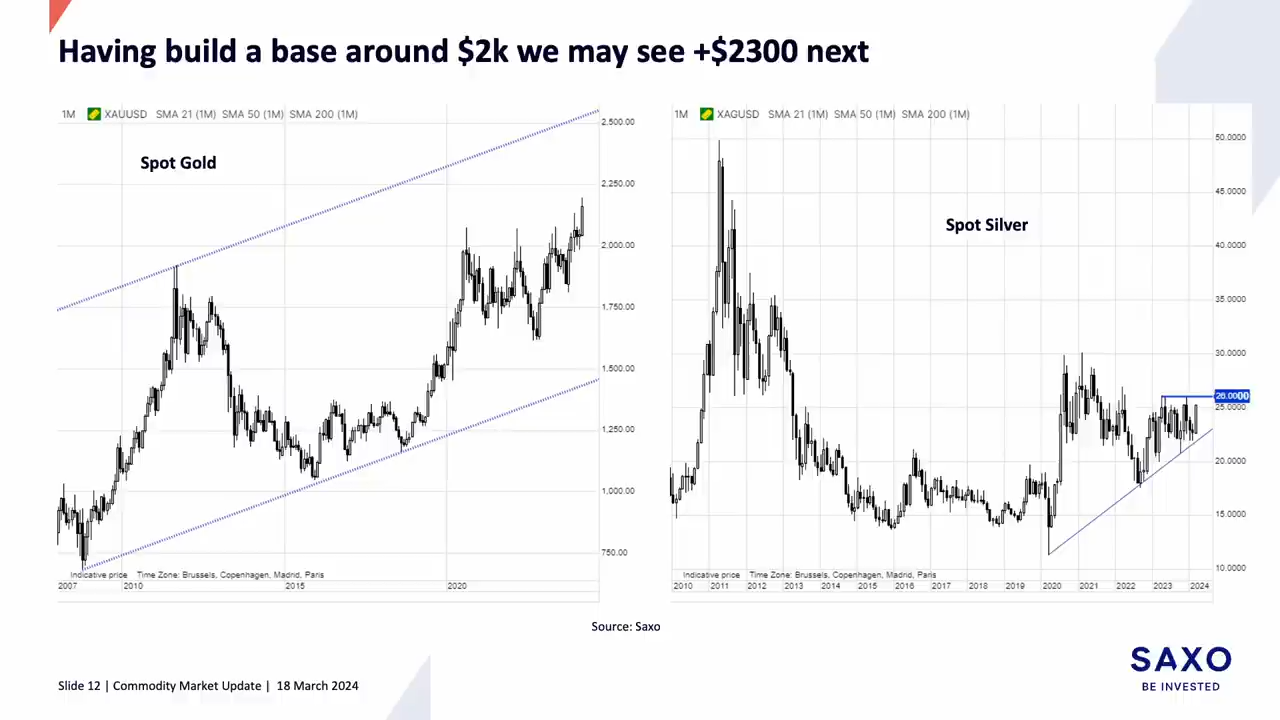 Having build a base around $2k we may see +$2300 next
1M XAUUSD SMA 21 (1M) SMA 50 (1M) SMA 200 (1M)
Spot Gold
2,500.00
2,250.00
2,000.00
1,750.00
1,500.00
1,250.00
1,000.00
750.00
Indicative price Time Zone: Brussels, Copenhagen, Madrid, Paris
2007 2010 2015 2020
1M XAGUSD SMA 21 (1M) SMA 50 (1M) SMA 200 (1M)
Spot Silver
50.0000
45.0000
40.0000
35.0000
30.0000
26.0000
25.0000
20.0000
15.0000
10.0000
Indicative price Time Zone: Brussels, Copenhagen, Madrid, Paris
2010 2011 2012 2013 2014 2015 2016 2017 2018 2019 2020 2021 2022 2023 2024
Source: Saxo
Slide 12 | Commodity Market Update | 18 March 2024
SAXO
BE INVESTED